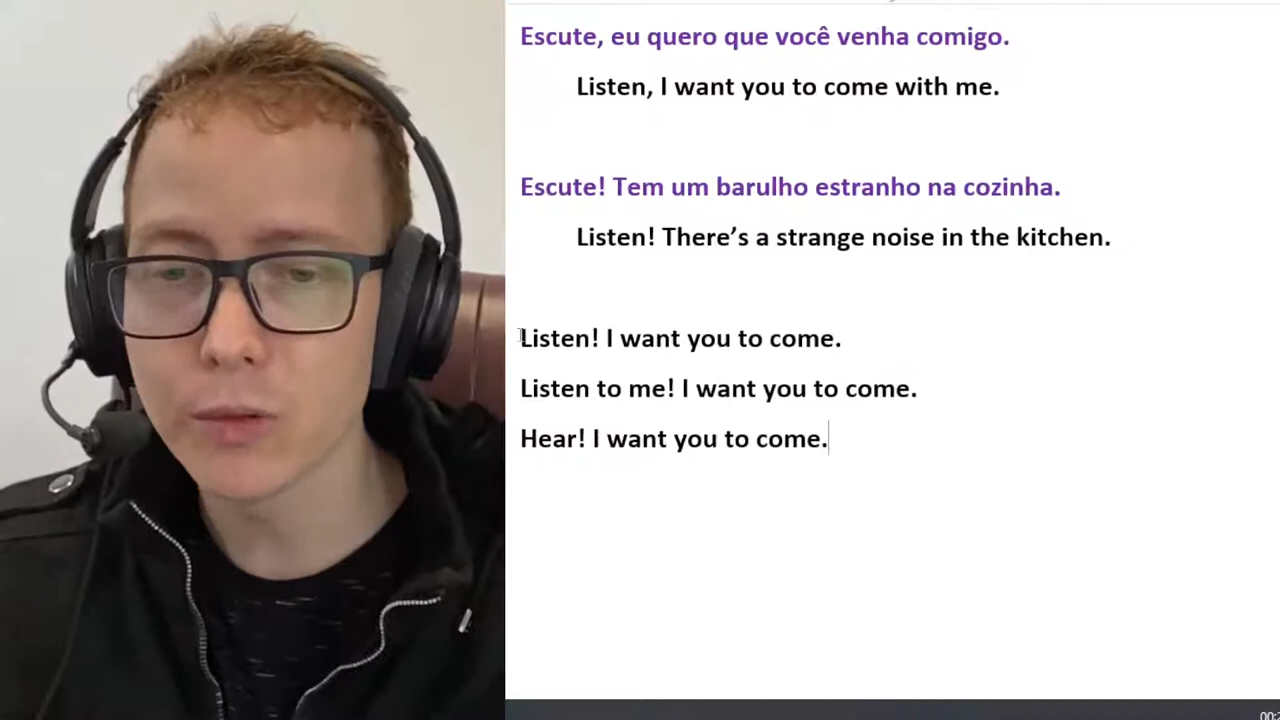 Escute, eu quero que você venha comigo.
Listen, I want you to come with me.
Escute! Tem um barulho estranho na cozinha.
Listen! There’s a strange noise in the kitchen.
Listen! I want you to come.
Listen to me! I want you to come.
Hear! I want you to come.